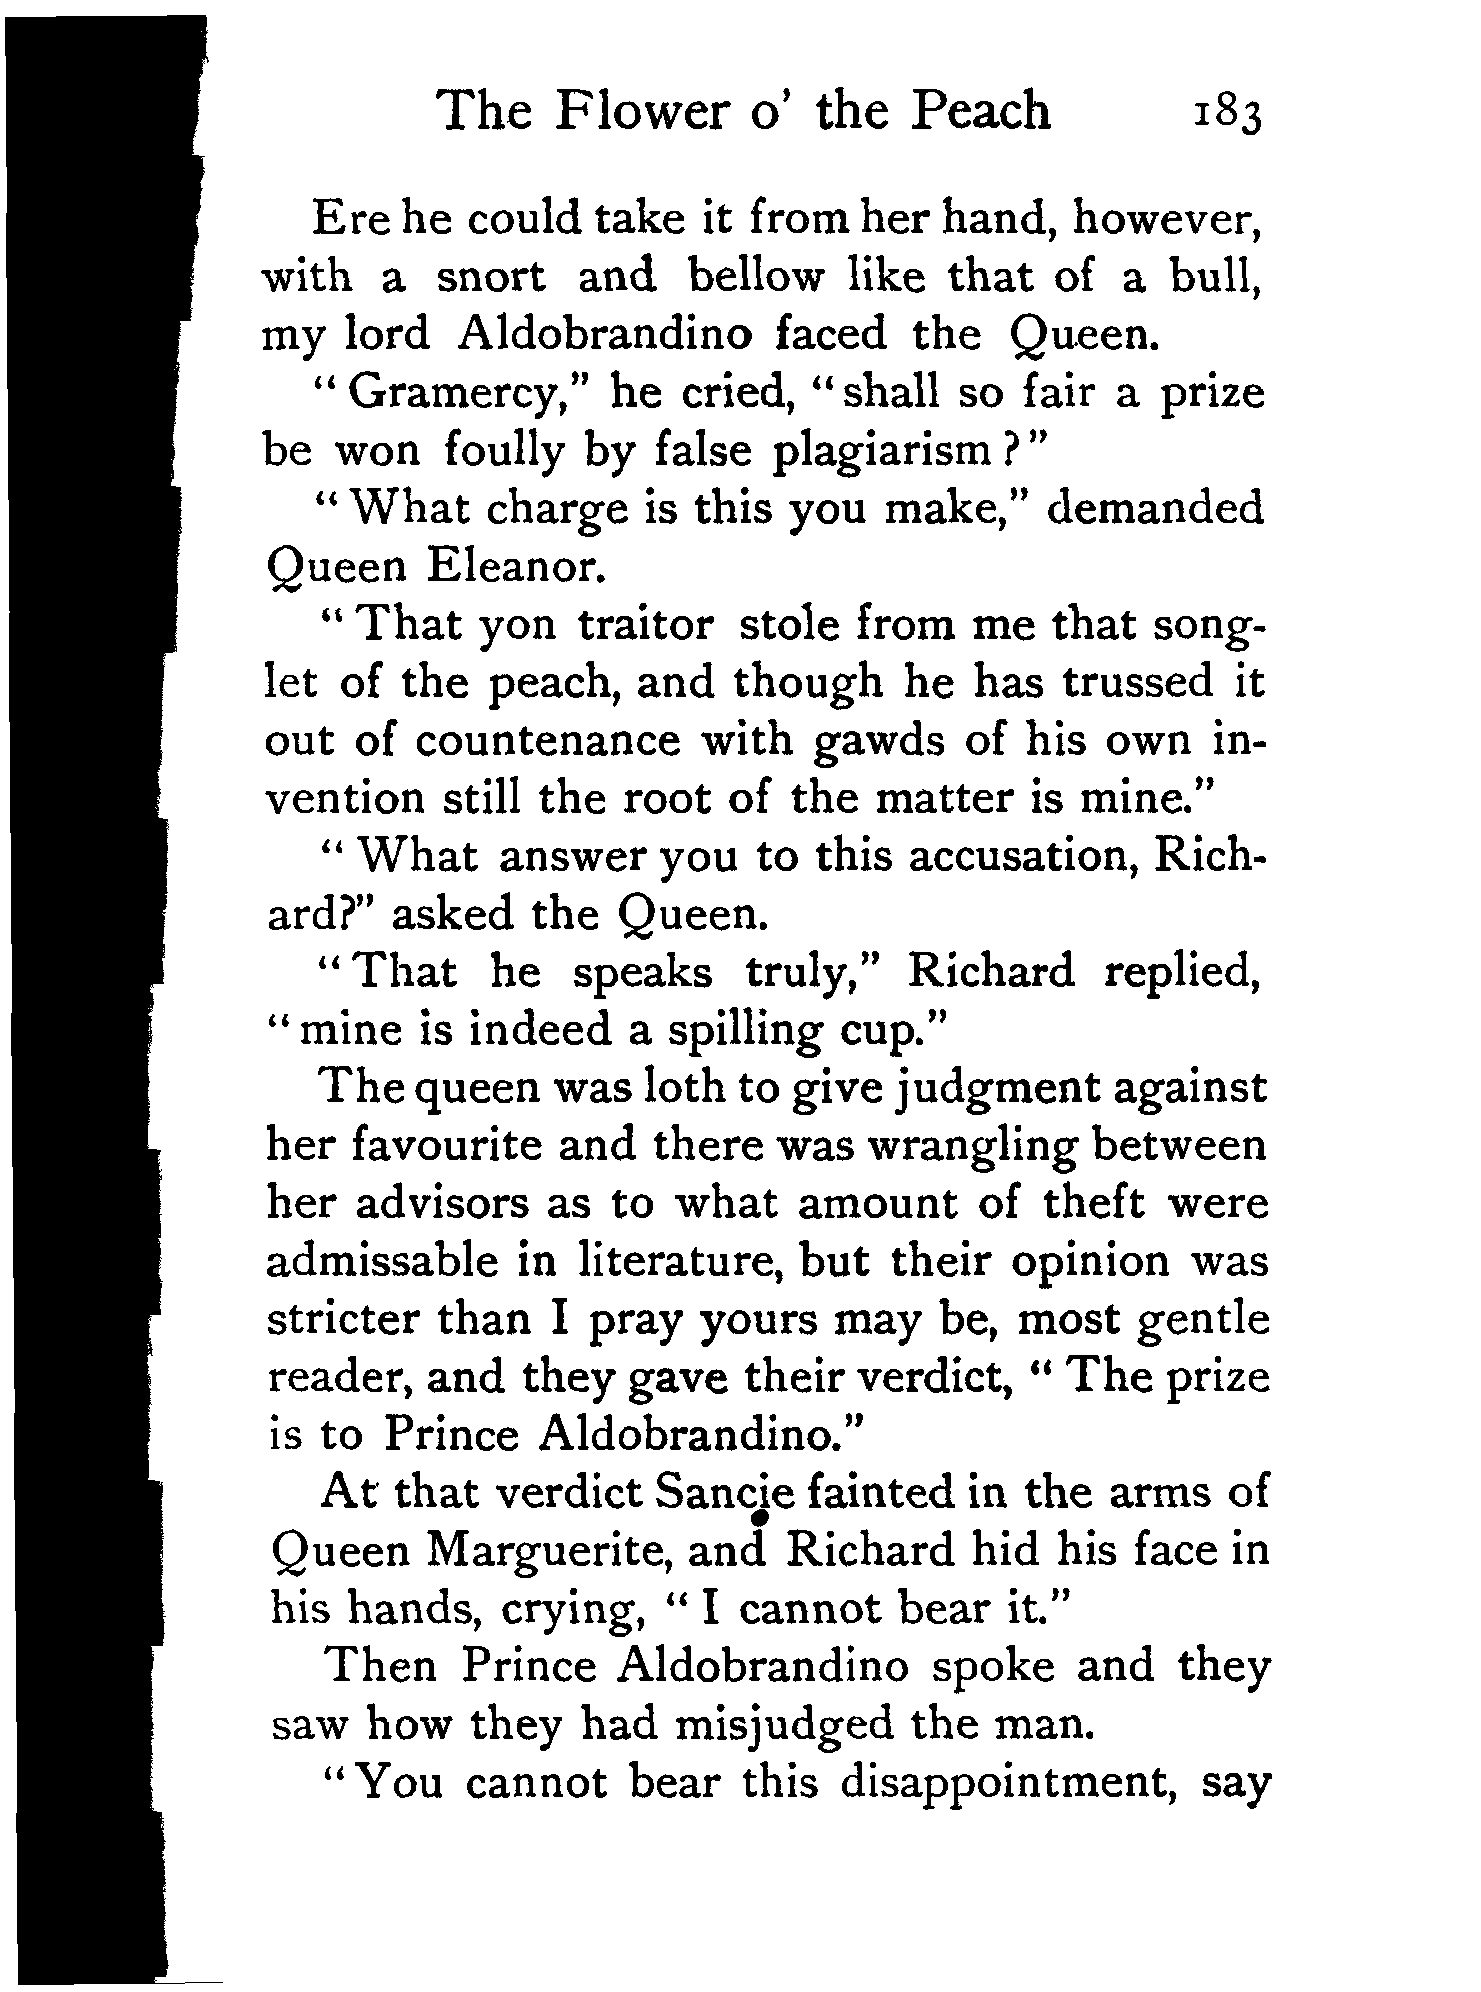 The Flower o' the Peach 183
Ere he could take it from her hand, however,
with a snort and bellow like that of a bull,
my lord Aldobrandino faced the Queen.
" Gramercy," he cried, "shall so fair a prize
be won foully by false plagiarism ?"
" What charge is this you make," demanded
Queen Eleanor.
" That yon traitor stole from me that song-
let of the peach, and though he has trussed it
out of countenance with gawds of his own in-
vention still the root of the matter is mine."
" What answer you to this accusation, Rich-
ard?" asked the Queen.
"That he speaks truly," Richard replied,
"mine is indeed a spilling cup."
The queen was loth to give judgment against
her favourite and there was wrangling between
her advisors as to what amount of theft were
admissable in literature, but their opinion was
stricter than I pray yours may be, most gentle
reader, and they gave their verdict, " The prize
is to Prince Aldobrandino."
At that verdict Sancie fainted in the arms of
Queen Marguerite, and Richard hid his face in
his hands, crying, " I cannot bear it."
Then Prince Aldobrandino spoke and they
saw how they had misjudged the man.
"You cannot bear this disappointment, say